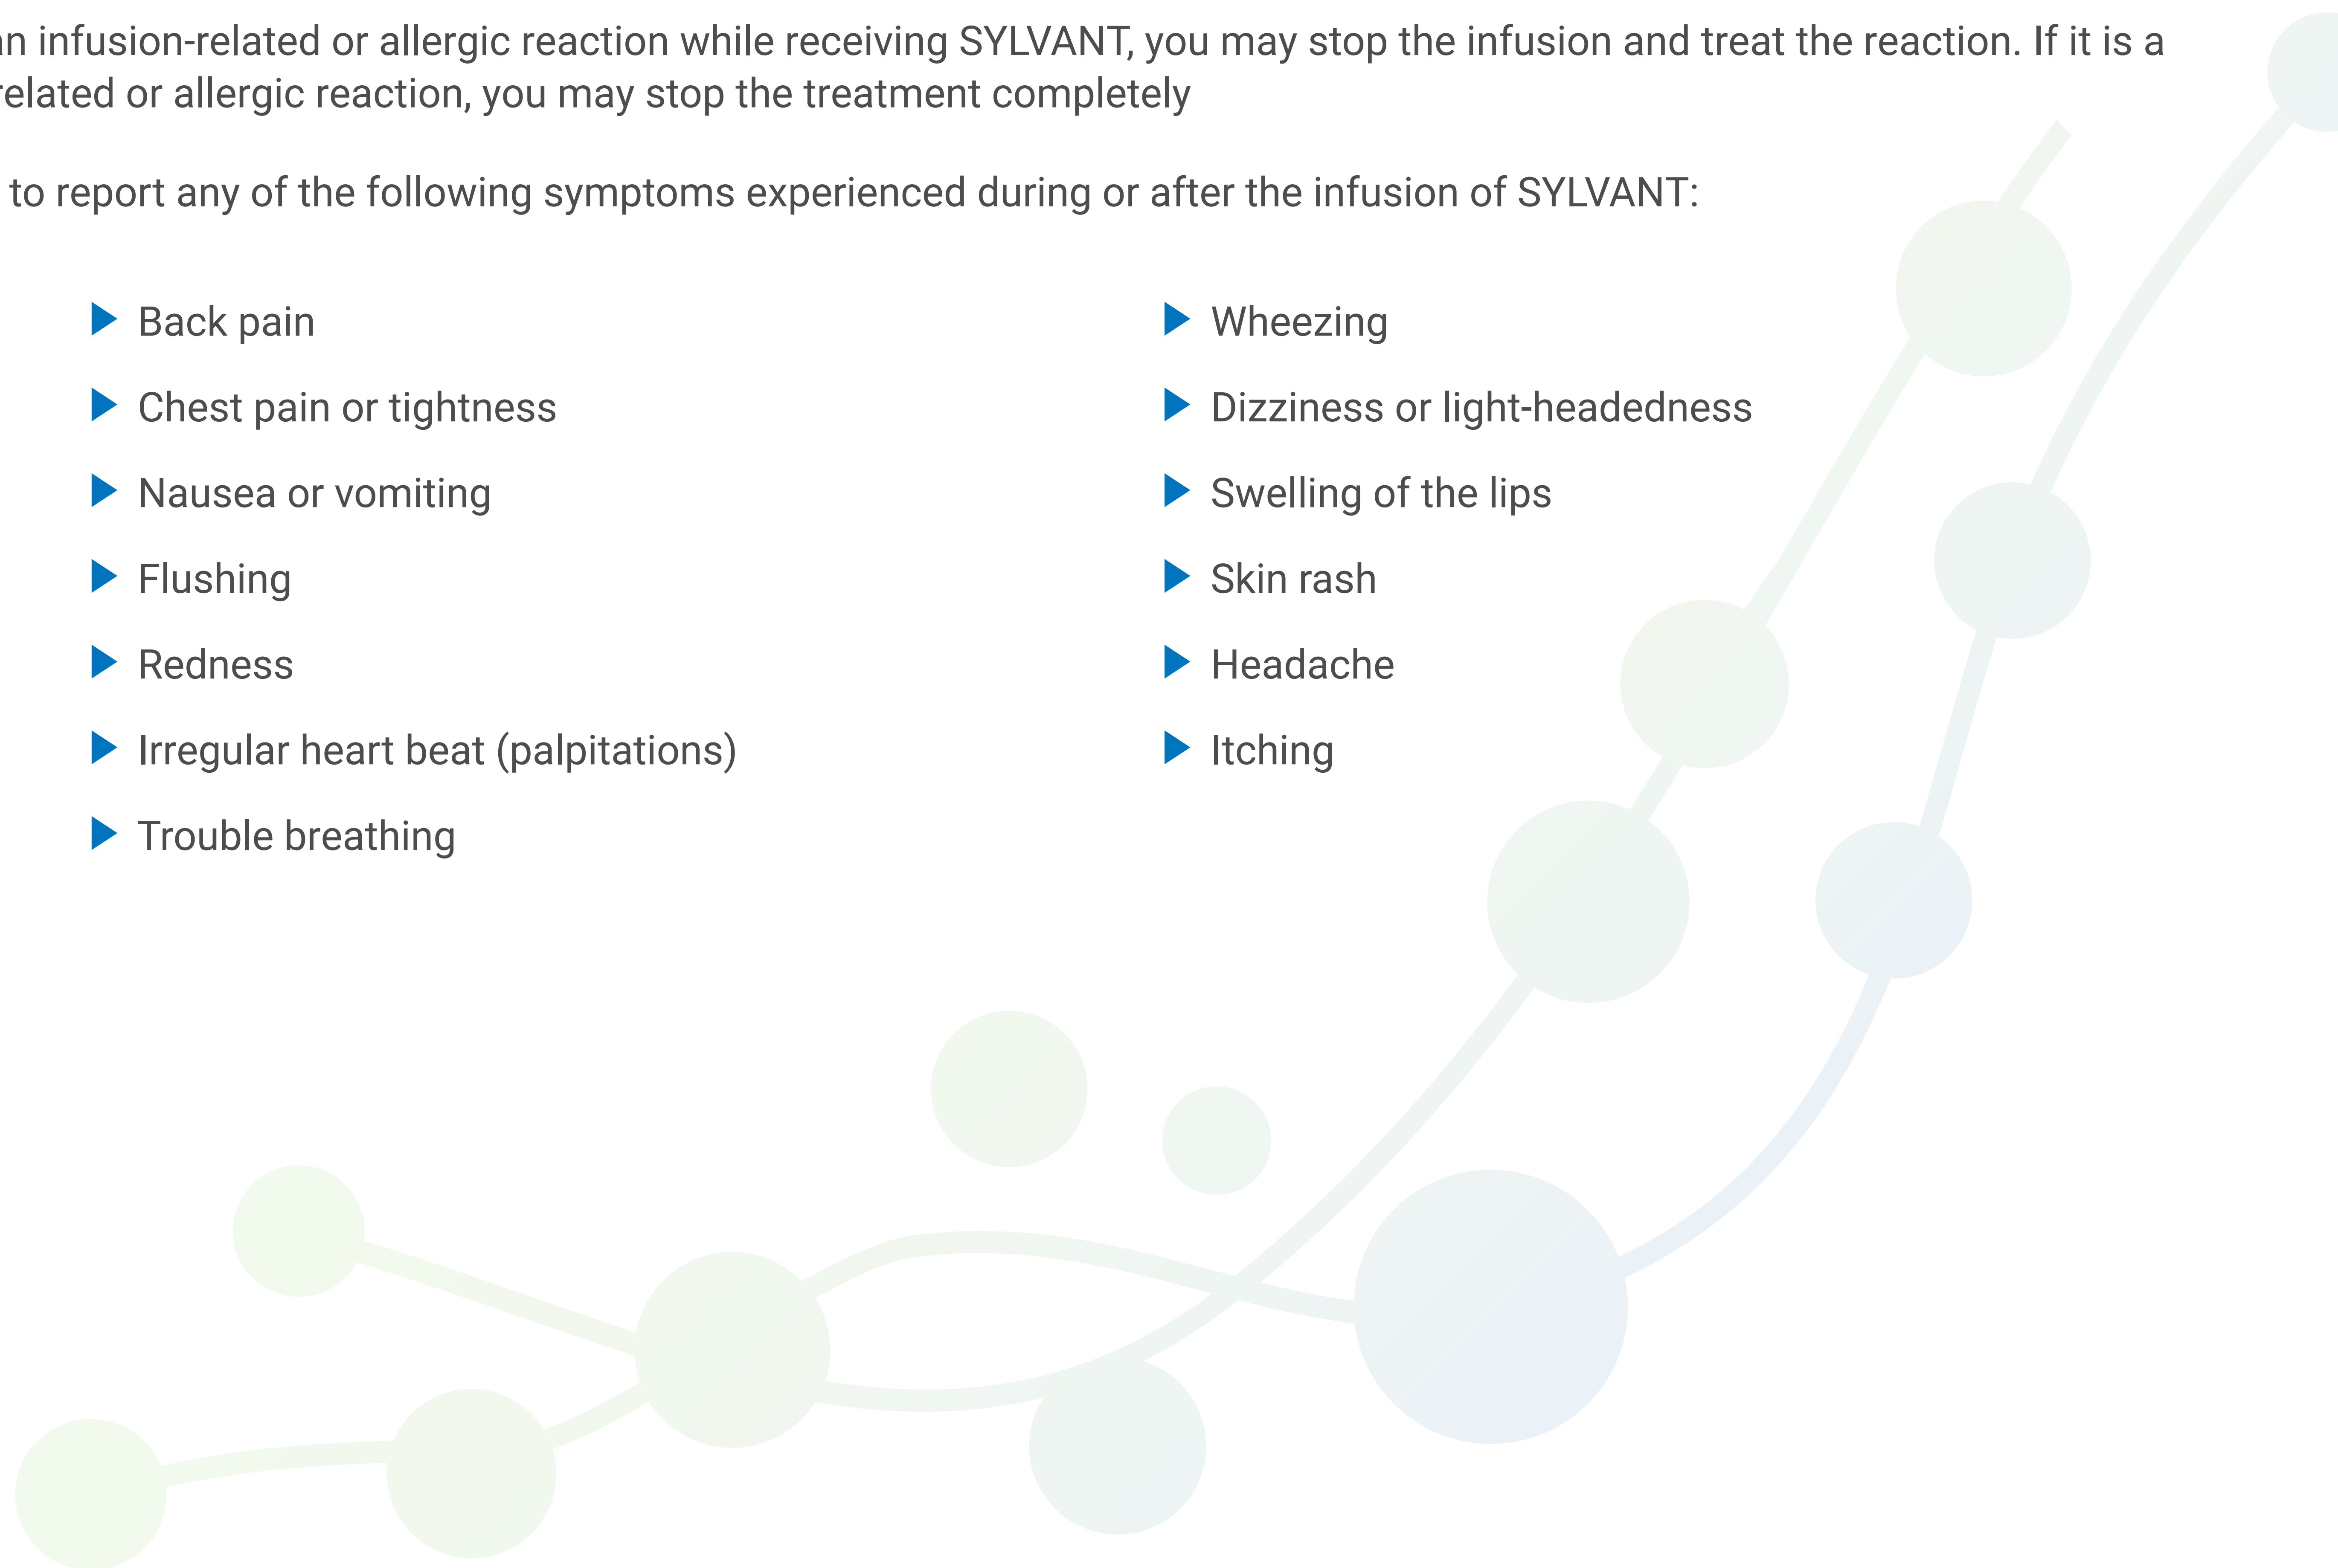 an infusion-related or allergic reaction while receiving SYLVANT, you may stop the infusion and treat the reaction. If it is a
related or allergic reaction, you may stop the treatment completely
to report any of the following symptoms experienced during or after the infusion of SYLVANT:
Back pain
Chest pain or tightness
Nausea or vomiting
Flushing
Redness
Irregular heart beat (palpitations)
Trouble breathing
Wheezing
Dizziness or light-headedness
Swelling of the lips
Skin rash
Headache
Itching